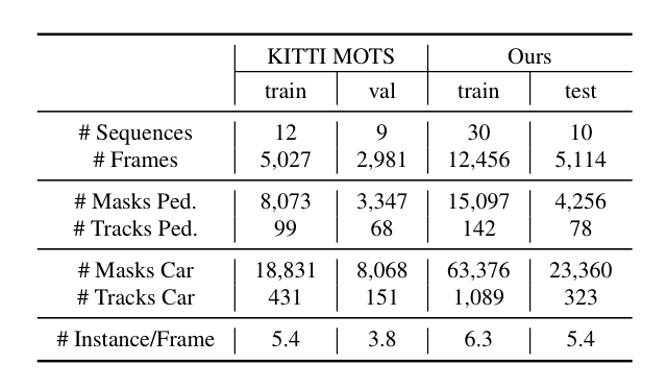 KITTI MOTS Ours
train val train test
# Sequences 12 9 30 10
# Frames 5,027 2,981 12,456 5,114
# Masks Ped. 8,073 3,347 15,097 4,256
# Tracks Ped. 99 68 142 78
# Masks Car 18,831 8,068 63,376 23,360
# Tracks Car 431 151 1,089 323
# Instance/Frame 5.4 3.8 6.3 5.4